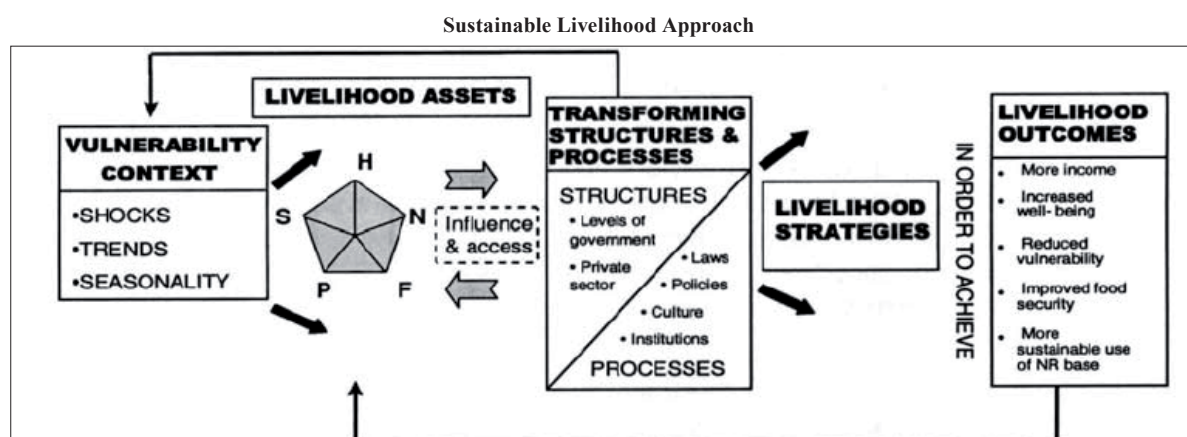 Sustainable Livelihood Approach
LIVELIHOOD ASSETS
VULNERABILITY
CONTEXT
•SHOCKS
•TRENDS
•SEASONALITY
H
S
N
P
F
Influence
& access
TRANSFORMING
STRUCTURES &
PROCESSES
STRUCTURES
• Levels of
government
• Private
sector
• Laws
• Policies
• Culture
• Institutions
PROCESSES
LIVELIHOOD
STRATEGIES
IN ORDER TO ACHIEVE
LIVELIHOOD
OUTCOMES
• More income
• Increased
well- being
• Reduced
vulnerability
• Improved food
security
• More
sustainable use
of NR base